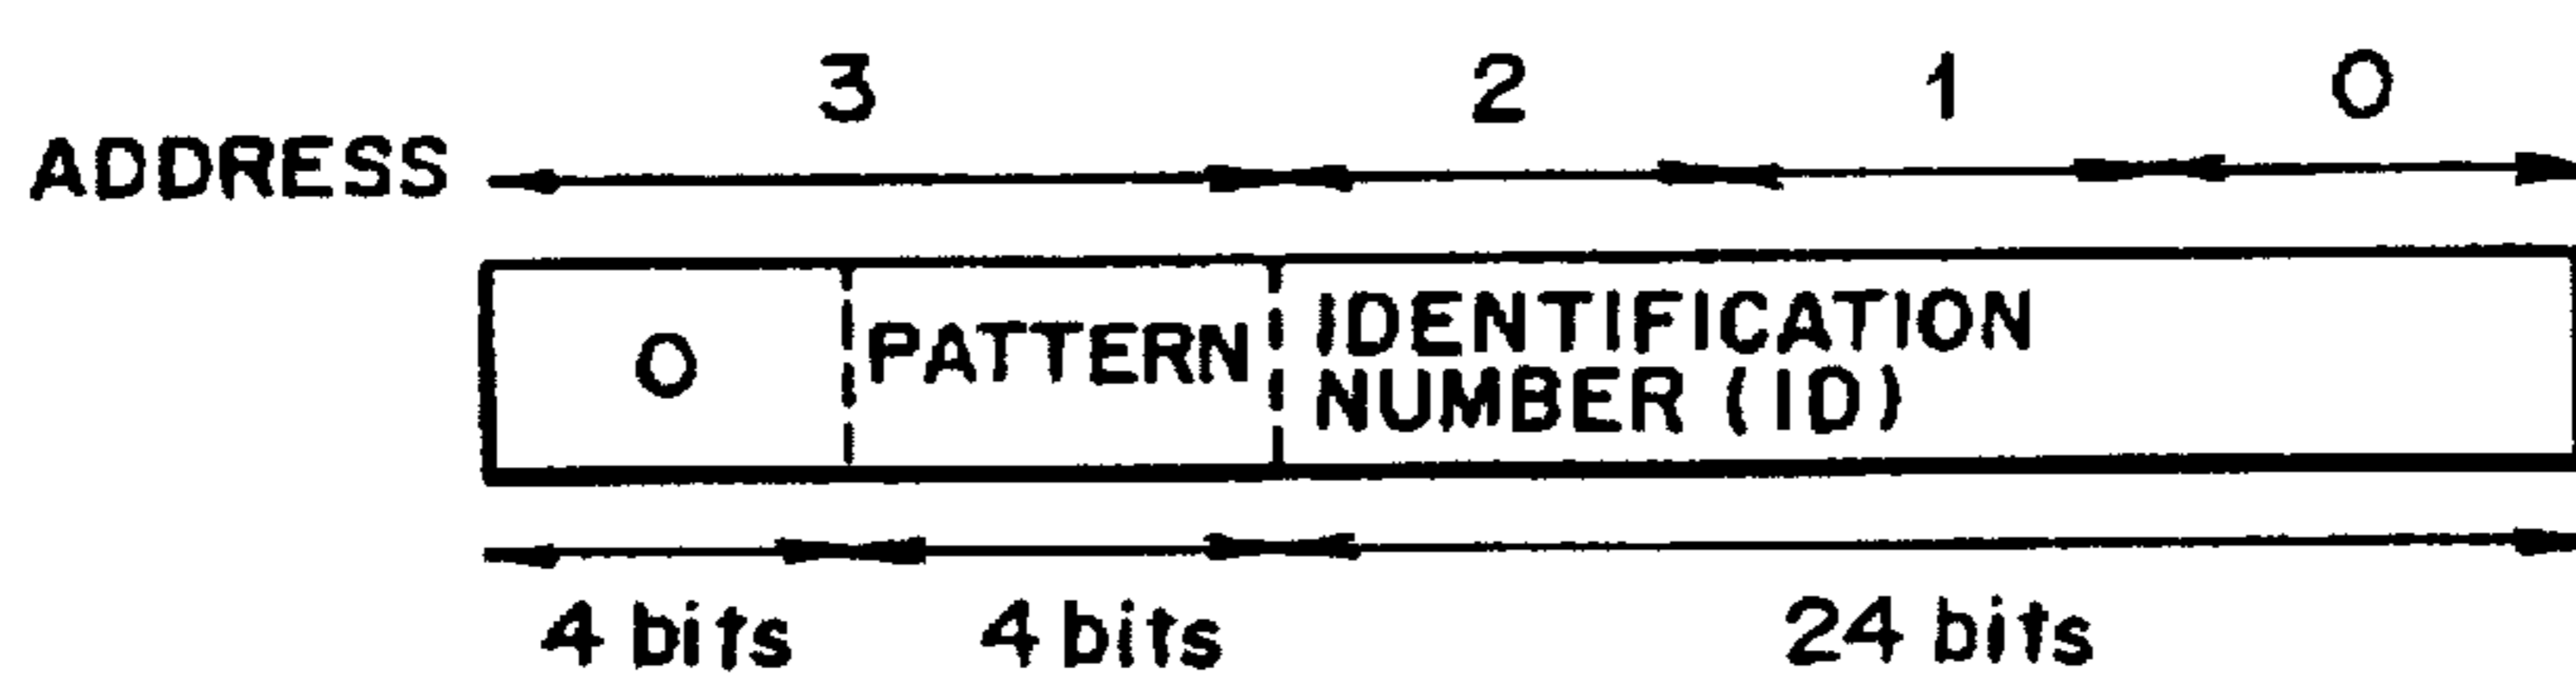 3 2 1 0
ADDRESS
0 PATTERN IDENTIFICATION
NUMBER (ID)
4 bits 4 bits 24 bits